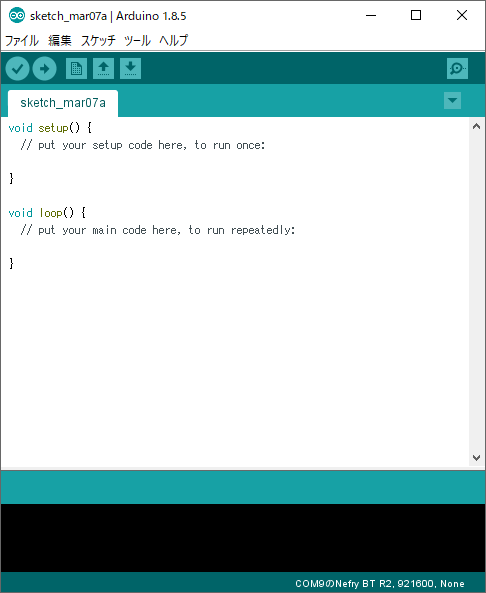 sketch_mar07a | Arduino 1.8.5
ファイル 編集 スケッチ ツール ヘルプ
sketch_mar07a
void setup() {
// put your setup code here, to run once:
}
void loop() {
// put your main code here, to run repeatedly:
}
COM9のNefry BT R2, 921600, None